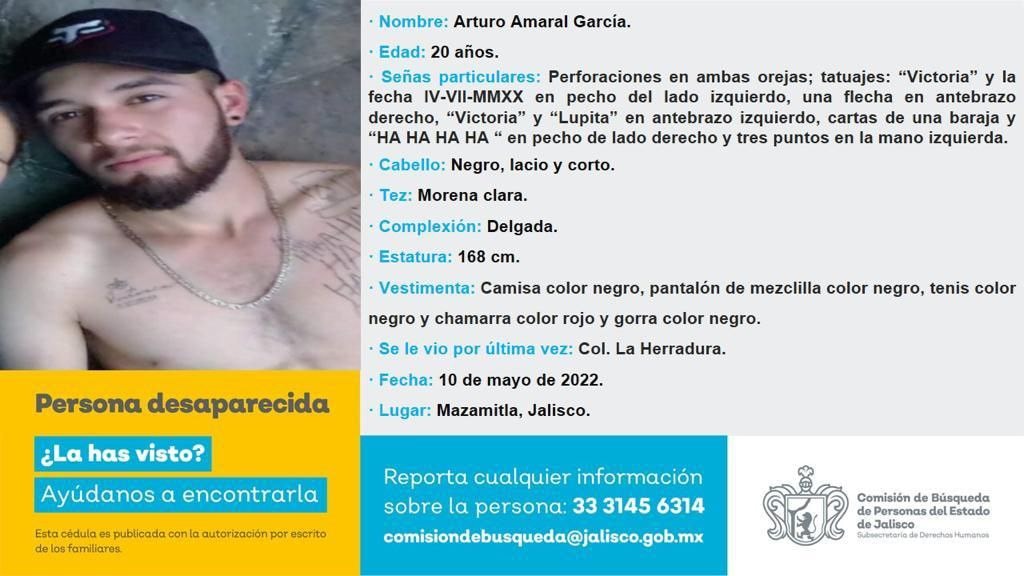 · Nombre: Arturo Amaral García.
· Edad: 20 años.
· Señas particulares: Perforaciones en ambas orejas; tatuajes: “Victoria” y la
fecha IV-VII-MMXX en pecho del lado izquierdo, una flecha en antebrazo
derecho, “Victoria” y “Lupita” en antebrazo izquierdo, cartas de una baraja y
“HA HA HA HA “ en pecho de lado derecho y tres puntos en la mano izquierda.
· Cabello: Negro, lacio y corto.
· Tez: Morena clara.
· Complexión: Delgada.
· Estatura: 168 cm.
· Vestimenta: Camisa color negro, pantalón de mezclilla color negro, tenis color
negro y chamarra color rojo y gorra color negro.
· Se le vio por última vez: Col. La Herradura.
· Fecha: 10 de mayo de 2022.
· Lugar: Mazamitla, Jalisco.
Persona desaparecida
¿La has visto?
Ayúdanos a encontrarla
Esta cédula es publicada con la autorización por escrito
de los familiares.
Reporta cualquier información
sobre la persona: 33 3145 6314
comisiondebusqueda@jalisco.gob.mx
Comisión de Búsqueda
de Personas del Estado
de Jalisco
Subsecretaría de Derechos Humanos